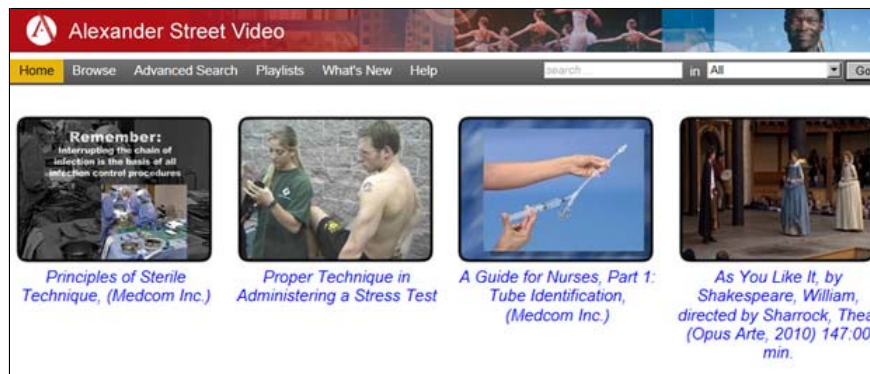 Alexander Street Video
Home Browse Advanced Search Playlists What's New Help search ... in All Go
Remember:
Interrupting the chain of
infection is the basis of all
infection control procedures
Principles of Sterile
Technique, (Medcom Inc.)
Proper Technique in
Administering a Stress Test
A Guide for Nurses, Part 1:
Tube Identification,
(Medcom Inc.)
As You Like It, by
Shakespeare, William,
directed by Sharrock, Thea
(Opus Arte, 2010) 147:00
min.